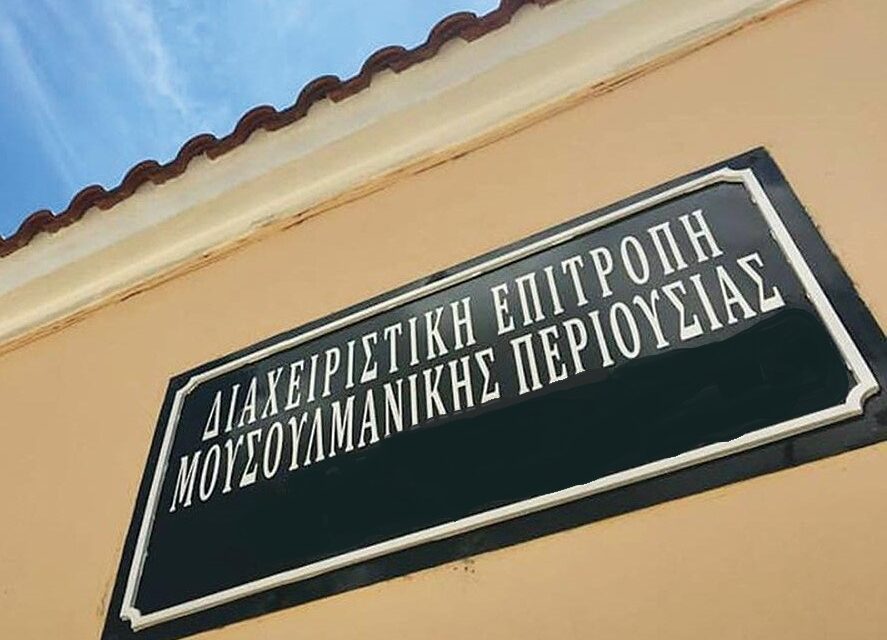 ΔΙΑΧΕΙΡΙΣΤΙΚΗ ΕΠΙΤΡΟΠΗ
ΜΟΥΣΟΥΛΜΑΝΙΚΗΣ ΠΕΡΙΟΥΣΙΑΣ